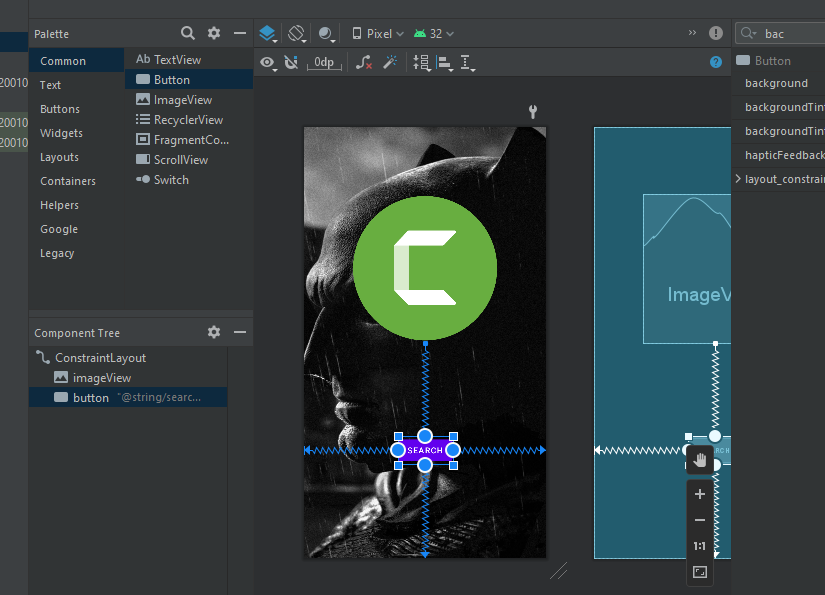 Palette
Pixel
32
»
bac
Common
Text
Buttons
Widgets
Layouts
Containers
Helpers
Google
Legacy
Ab TextView
Button
ImageView
RecyclerView
FragmentCo...
ScrollView
Switch
0dp
?
Button
background
backgroundTin
backgroundTin
hapticFeedback
layout_constrain
20010
20010
20010
ImageV
SEARCH
RCH
1:1
Component Tree
ConstraintLayout
imageView
button "@string/searc...